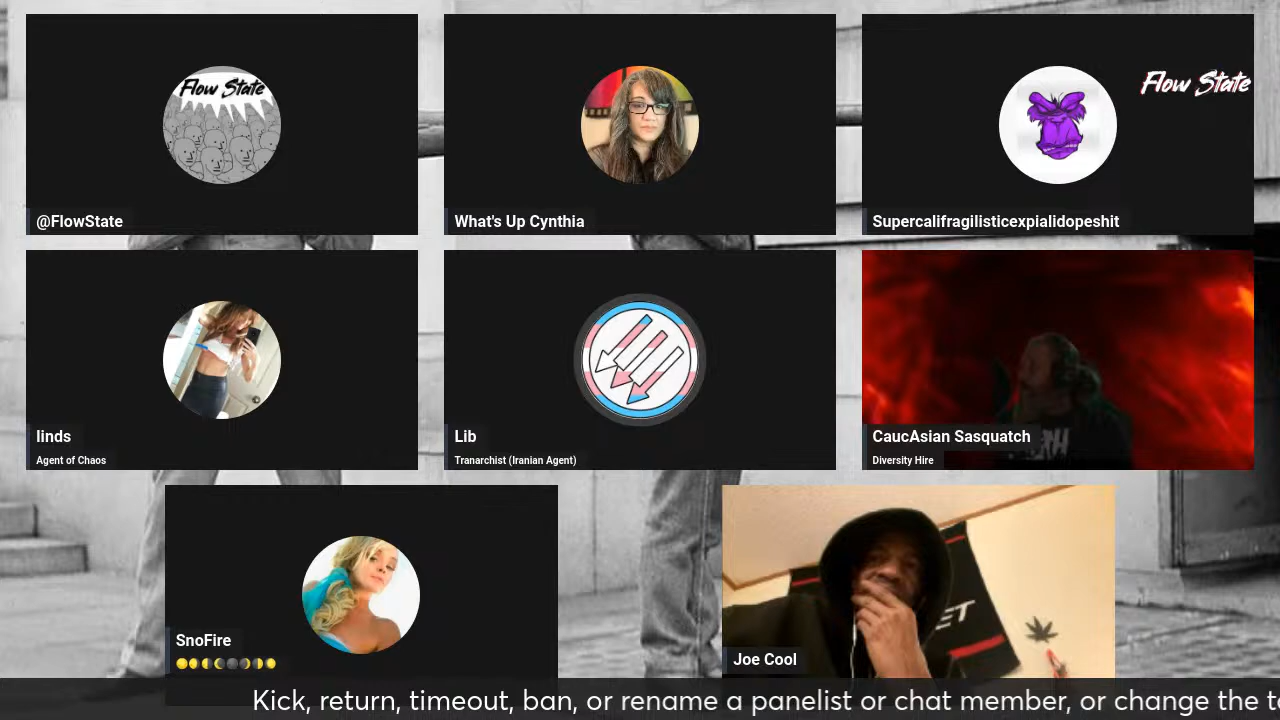 Flow State
@FlowState
What's Up Cynthia
Flow State
Supercalifragilisticexpialidopeshit
linds
Agent of Chaos
Lib
Tranarchist (Iranian Agent)
CaucAsian Sasquatch
Diversity Hire
SnoFire
ET
Joe Cool
Kick, return, timeout, ban, or rename a panelist or chat member, or change the t